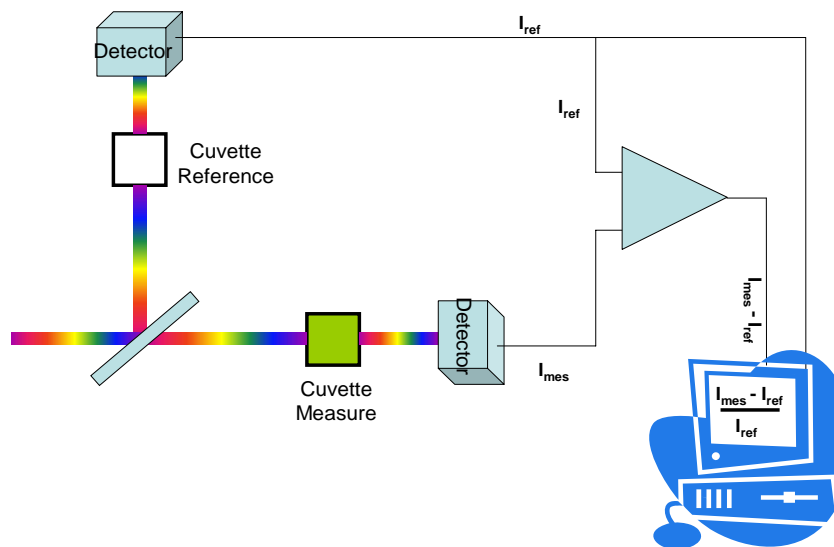 I_ref
Detector
I_ref
Cuvette
Reference
Detector
I_mes - I_ref
I_mes
Cuvette
Measure
I_mes - I_ref
I_ref